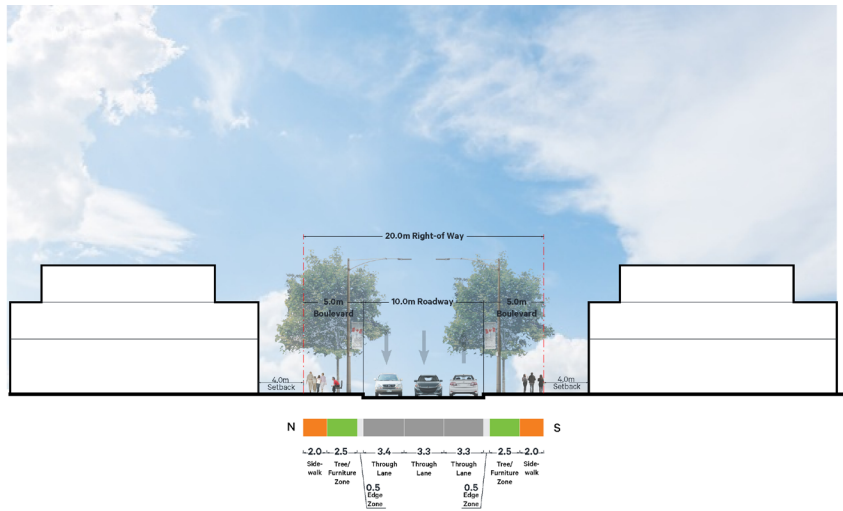 20.0m Right-of Way
5.0m
Boulevard
10.0m Roadway
5.0m
Boulevard
4.0m
Setback
4.0m
Setback
N
S
2.0
2.5
3.4
3.3
3.3
2.5
2.0
Side-
walk
Tree/
Furniture
Zone
Through
Lane
Through
Lane
Through
Lane
Tree/
Furniture
Zone
Side-
walk
0.5
Edge
Zone
0.5
Edge
Zone